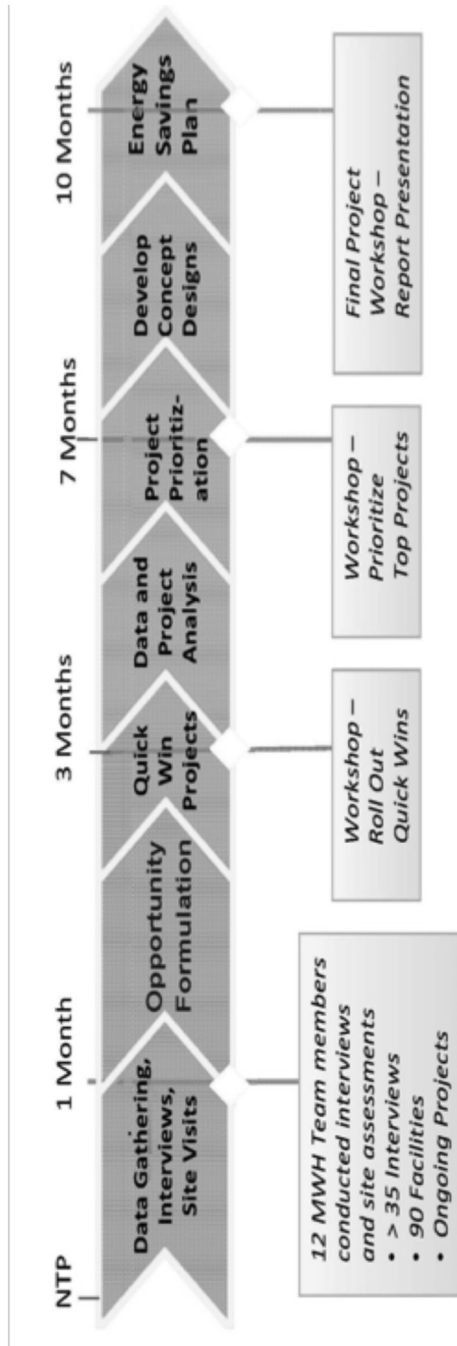 NTP
1 Month
3 Months
7 Months
10 Months
Data Gathering,
Interviews,
Site Visits
Opportunity
Formulation
Quick
Win
Projects
Data and
Project
Analysis
Project
Prioritiz-
ation
Develop
Concept
Designs
Energy
Savings
Plan
12 MWH Team members
conducted interviews
and site assessments
• > 35 Interviews
• 90 Facilities
• Ongoing Projects
Workshop –
Roll Out
Quick Wins
Workshop –
Prioritize
Top Projects
Final Project
Workshop –
Report Presentation